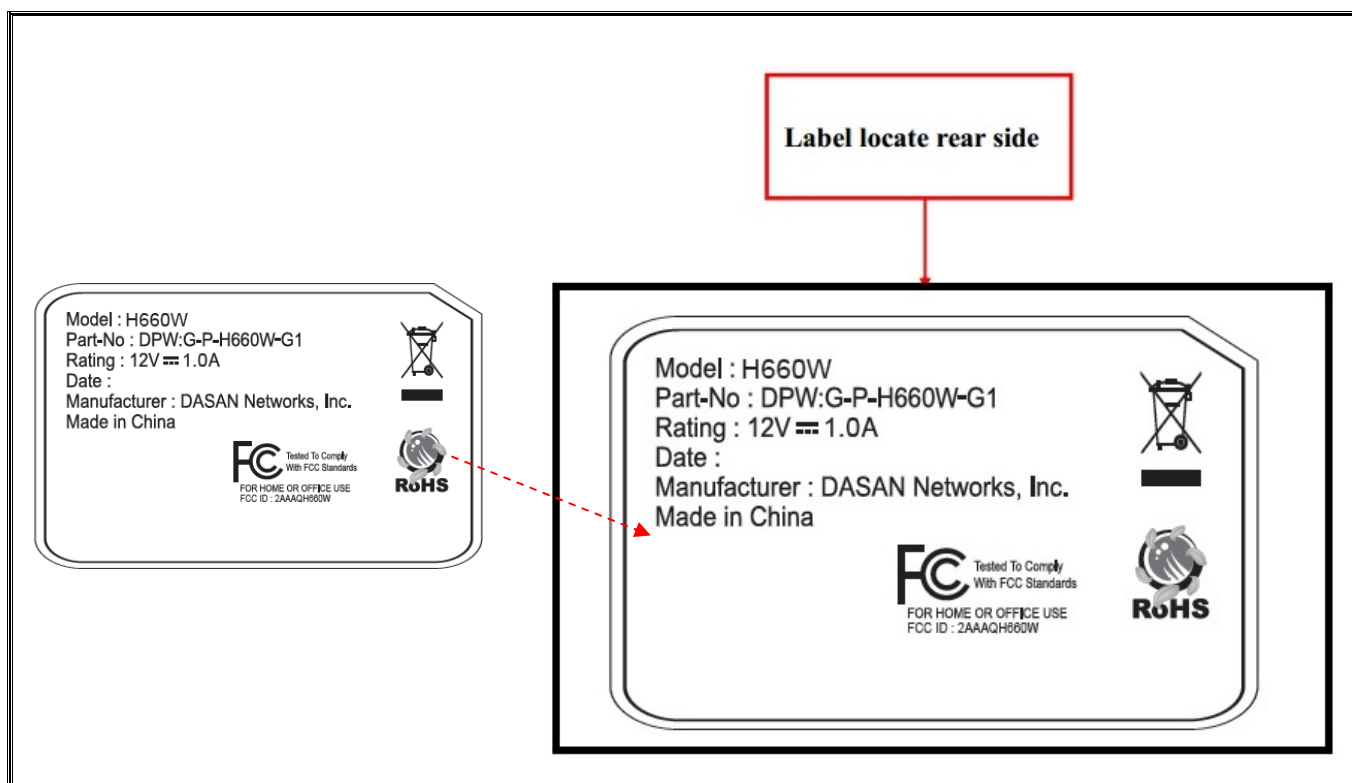 Label locate rear side
Model : H660W
Part-No : DPW:G-P-H660W-G1
Rating : 12V 1.0A
Date :
Manufacturer : DASAN Networks, Inc.
Made in China
FC Tested To Comply
With FCC Standards
FOR HOME OR OFFICE USE
FCC ID : 2AAAQH660W
RoHS
Model : H660W
Part-No : DPW:G-P-H660W-G1
Rating : 12V 1.0A
Date :
Manufacturer : DASAN Networks, Inc.
Made in China
FC Tested To Comply
With FCC Standards
FOR HOME OR OFFICE USE
FCC ID : 2AAAQH660W
RoHS